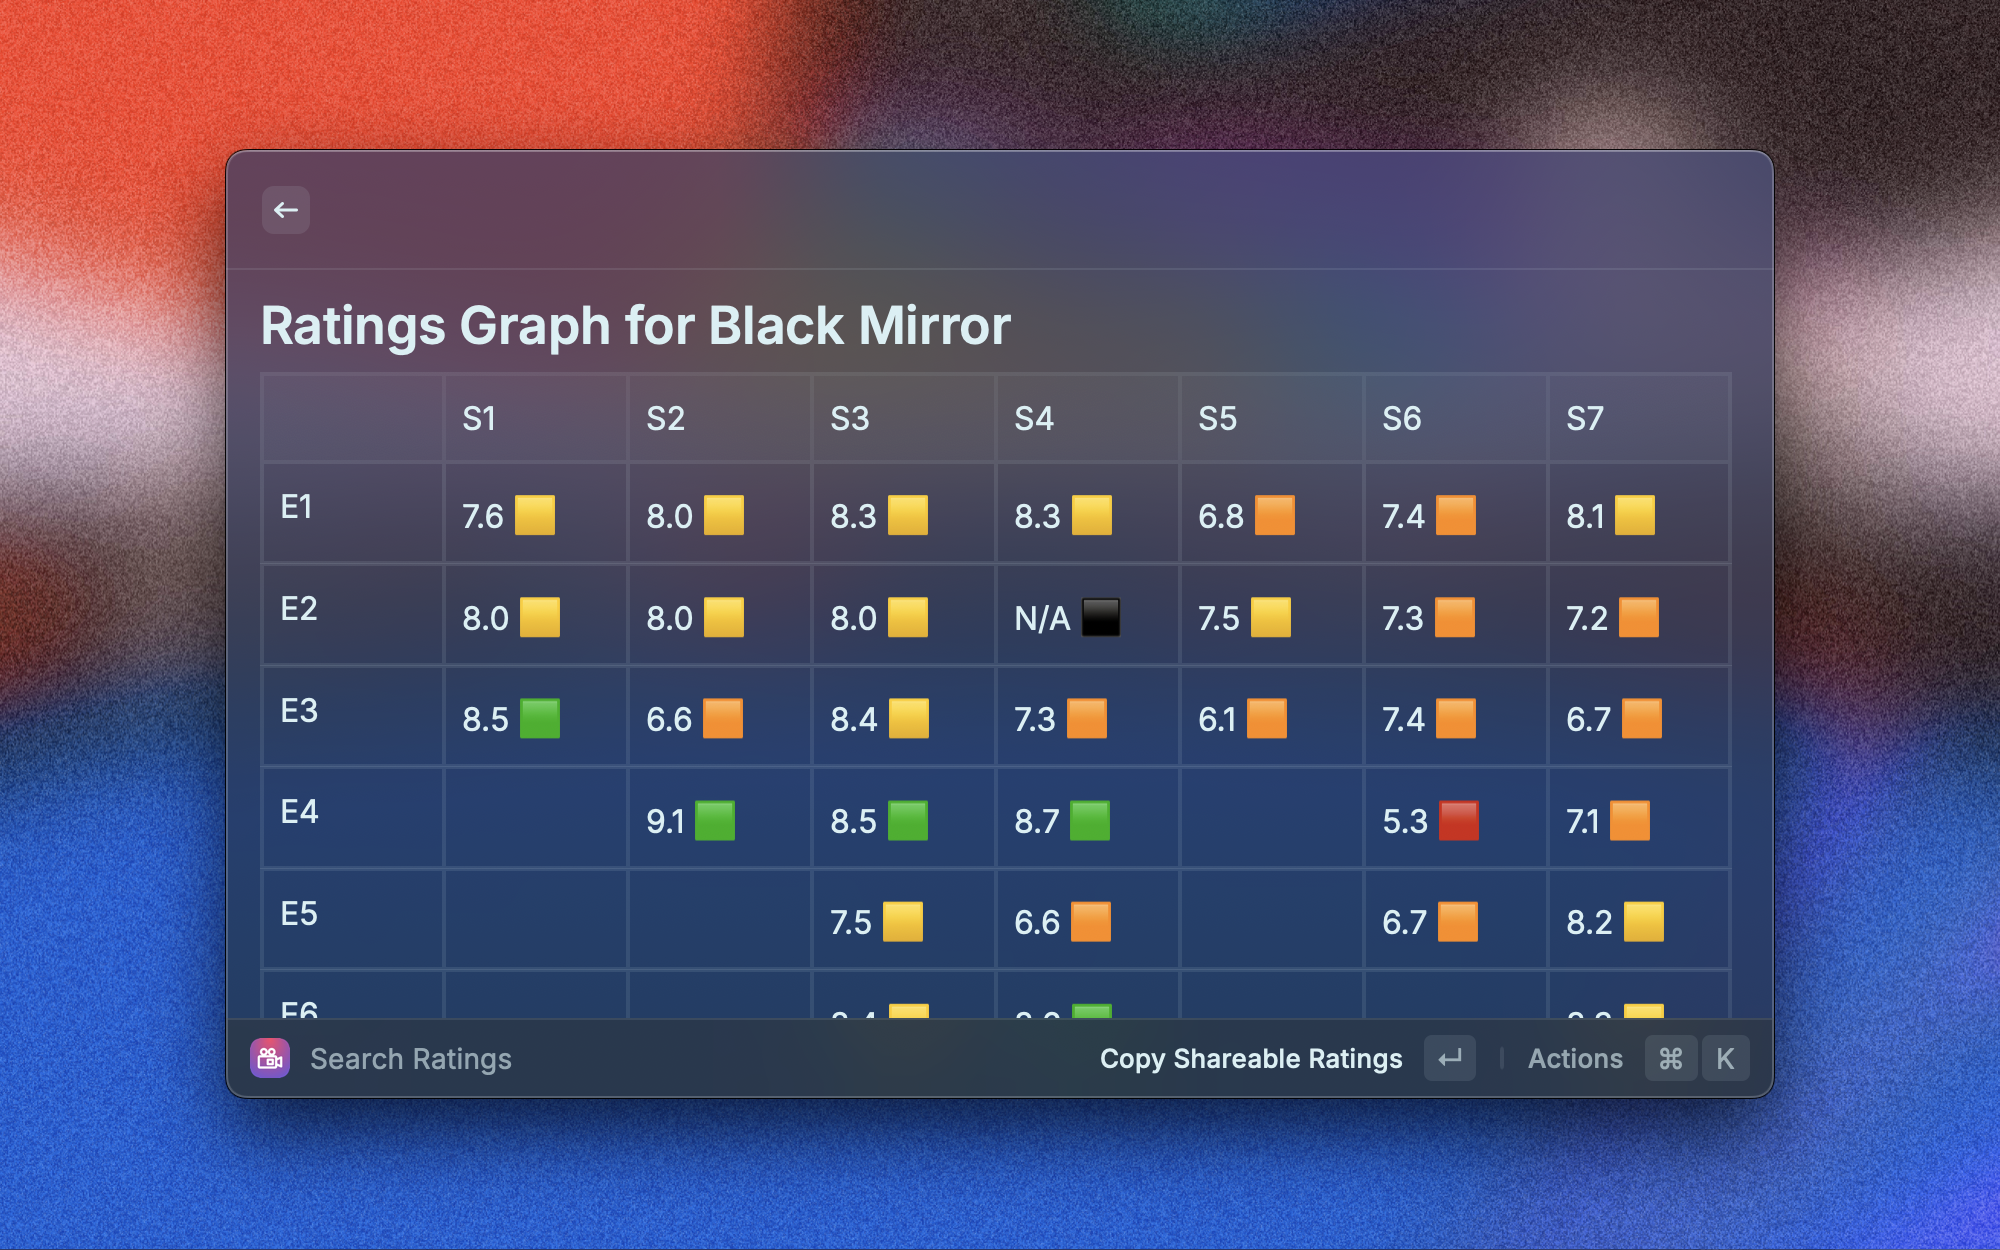 Ratings Graph for Black Mirror
S1 S2 S3 S4 S5 S6 S7
E1 7.6 8.0 8.3 8.3 6.8 7.4 8.1
E2 8.0 8.0 8.0 N/A 7.5 7.3 7.2
E3 8.5 6.6 8.4 7.3 6.1 7.4 6.7
E4 9.1 8.5 8.7 5.3 7.1
E5 7.5 6.6 6.7 8.2
E6
Search Ratings Copy Shareable Ratings Actions ⌘ K